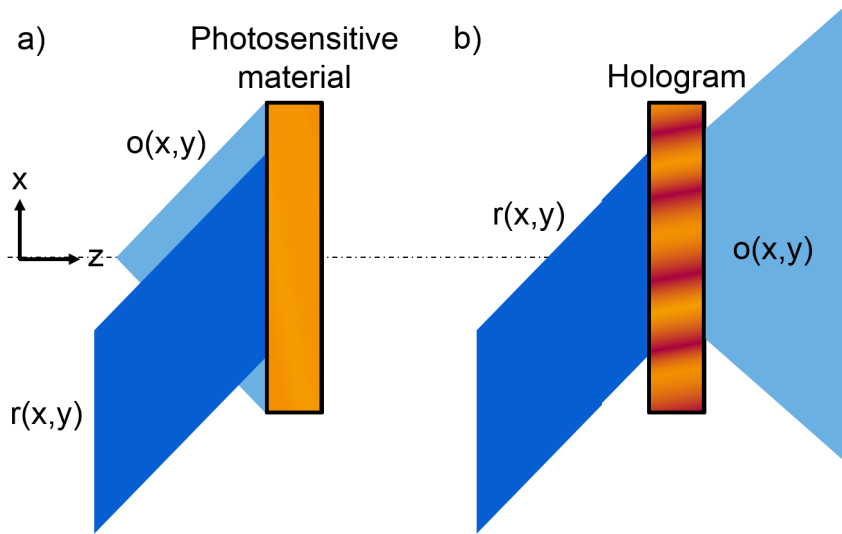 a)
Photosensitive
material
o(x,y)
x
z
r(x,y)
b)
Hologram
r(x,y)
o(x,y)